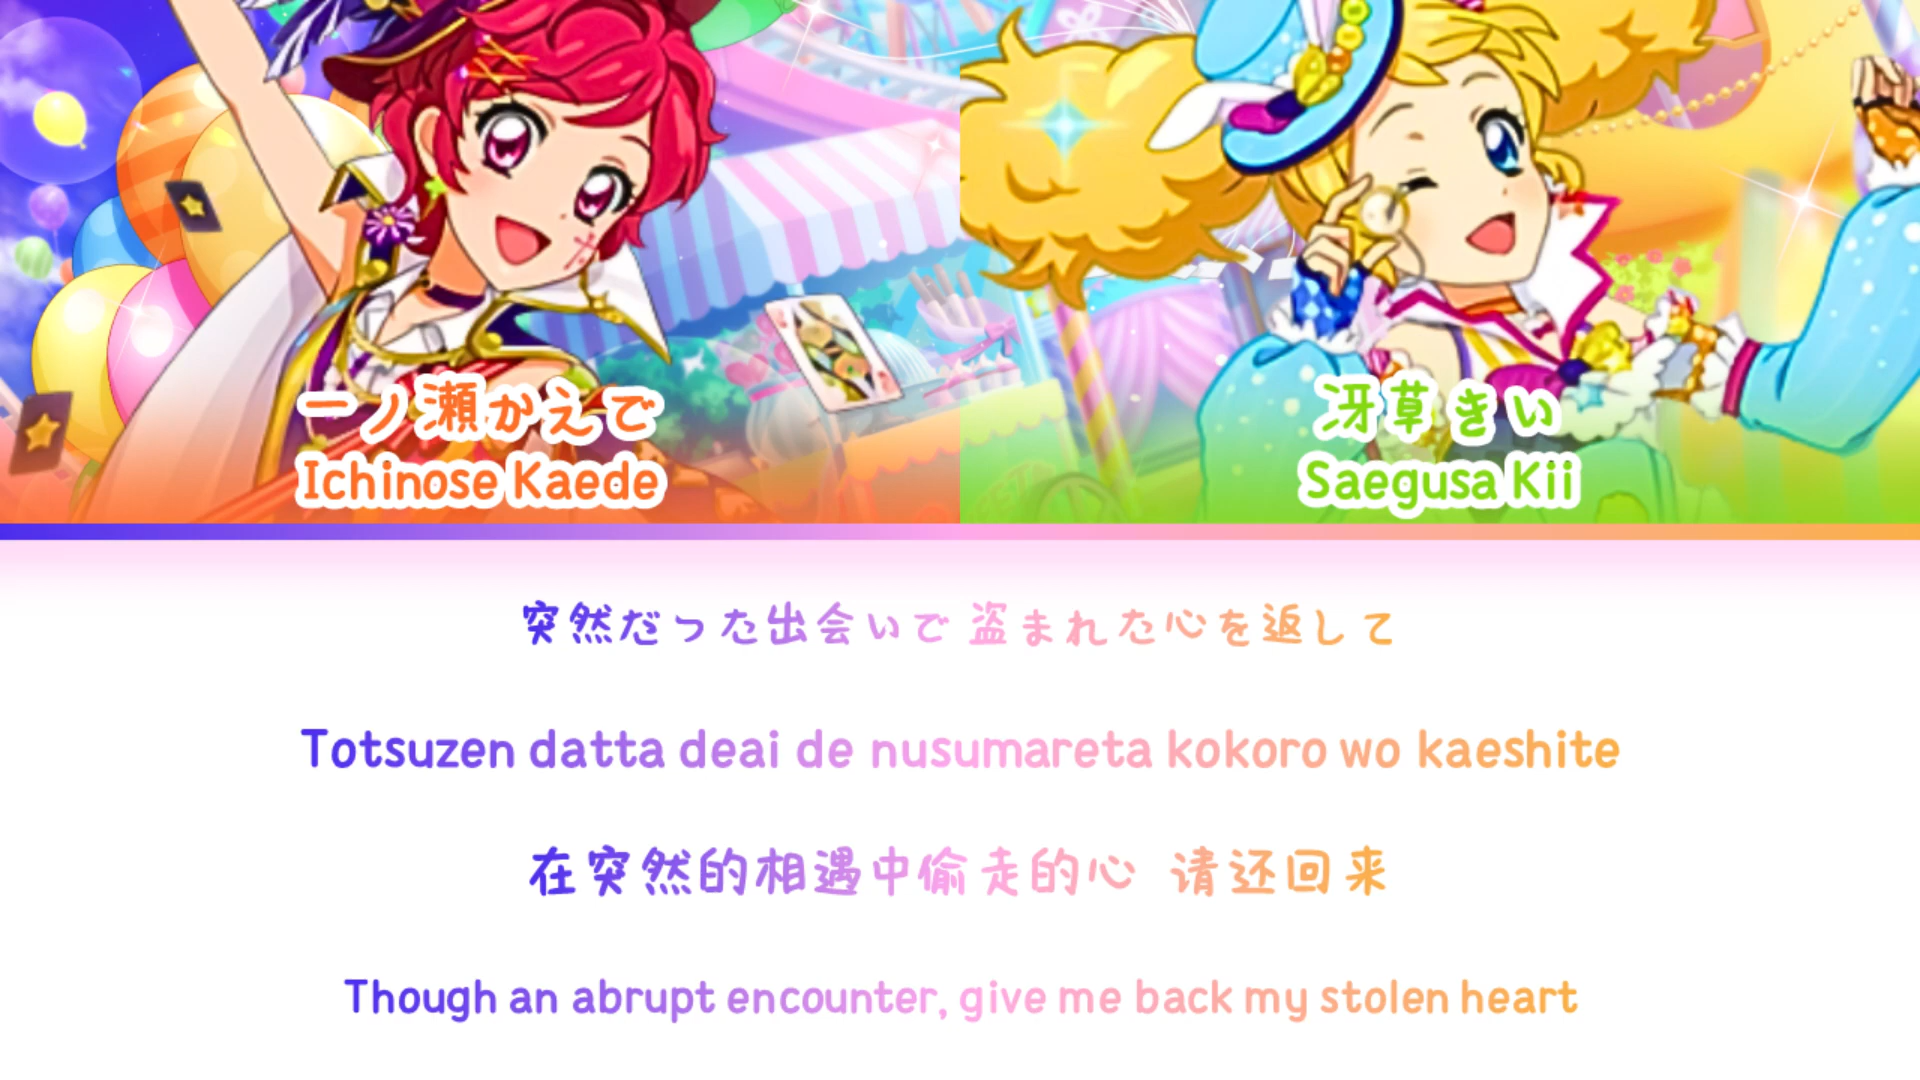 一ノ瀬かえで
Ichinose Kaede
冴草きい
Saegusa Kii
突然だった出会いで 盗まれた心を返して
Totsuzen datta deai de nusumareta kokoro wo kaeshite
在突然的相遇中偷走的心 请还回来
Though an abrupt encounter, give me back my stolen heart